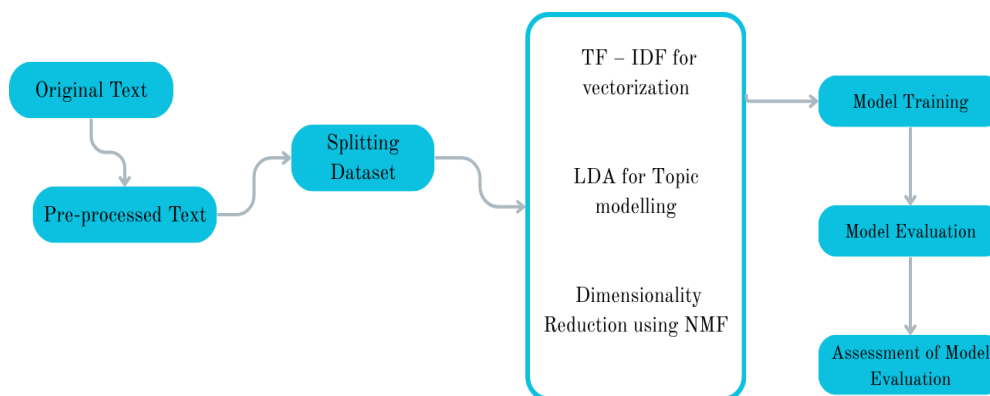 Original Text
Pre-processed Text
Splitting
Dataset
TF – IDF for
vectorization
LDA for Topic
modelling
Dimensionality
Reduction using NMF
Model Training
Model Evaluation
Assessment of Model
Evaluation